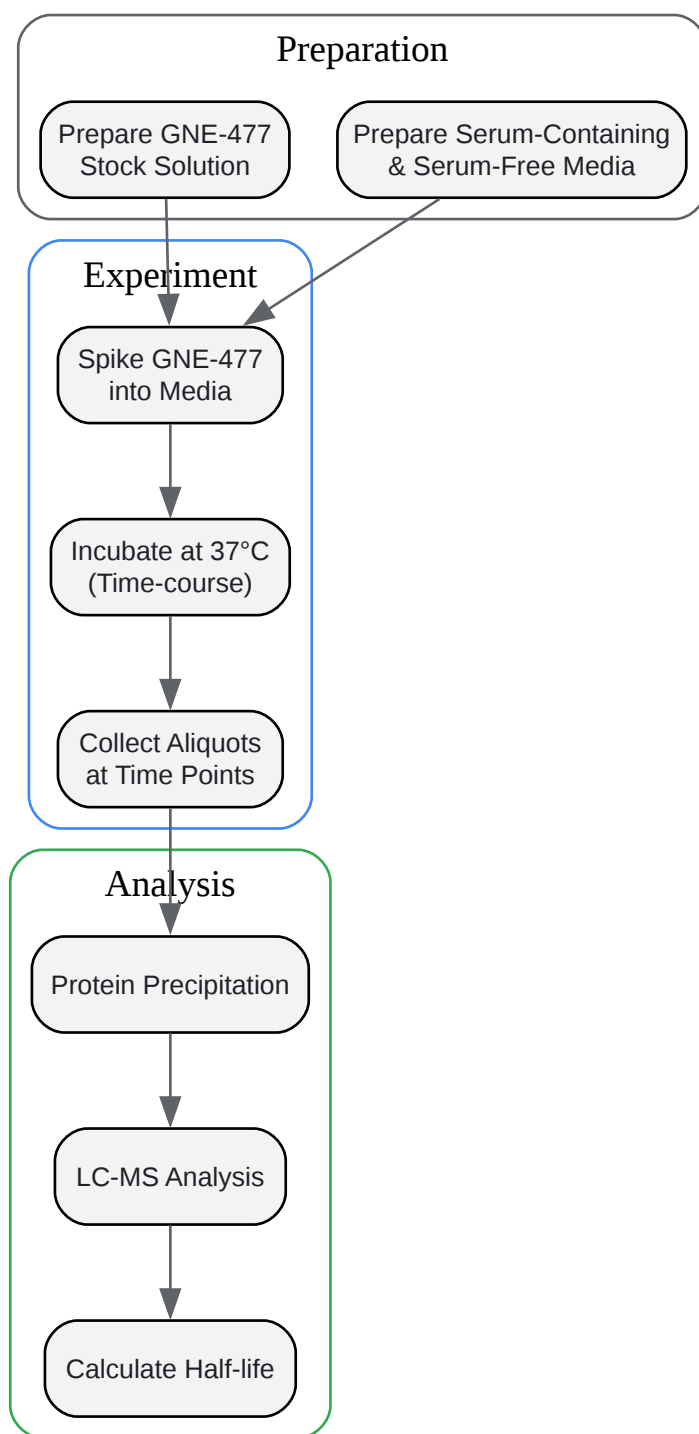 Preparation
Prepare GNE-477
Stock Solution
Prepare Serum-Containing
& Serum-Free Media
Experiment
Spike GNE-477
into Media
Incubate at 37°C
(Time-course)
Collect Aliquots
at Time Points
Analysis
Protein Precipitation
LC-MS Analysis
Calculate Half-life